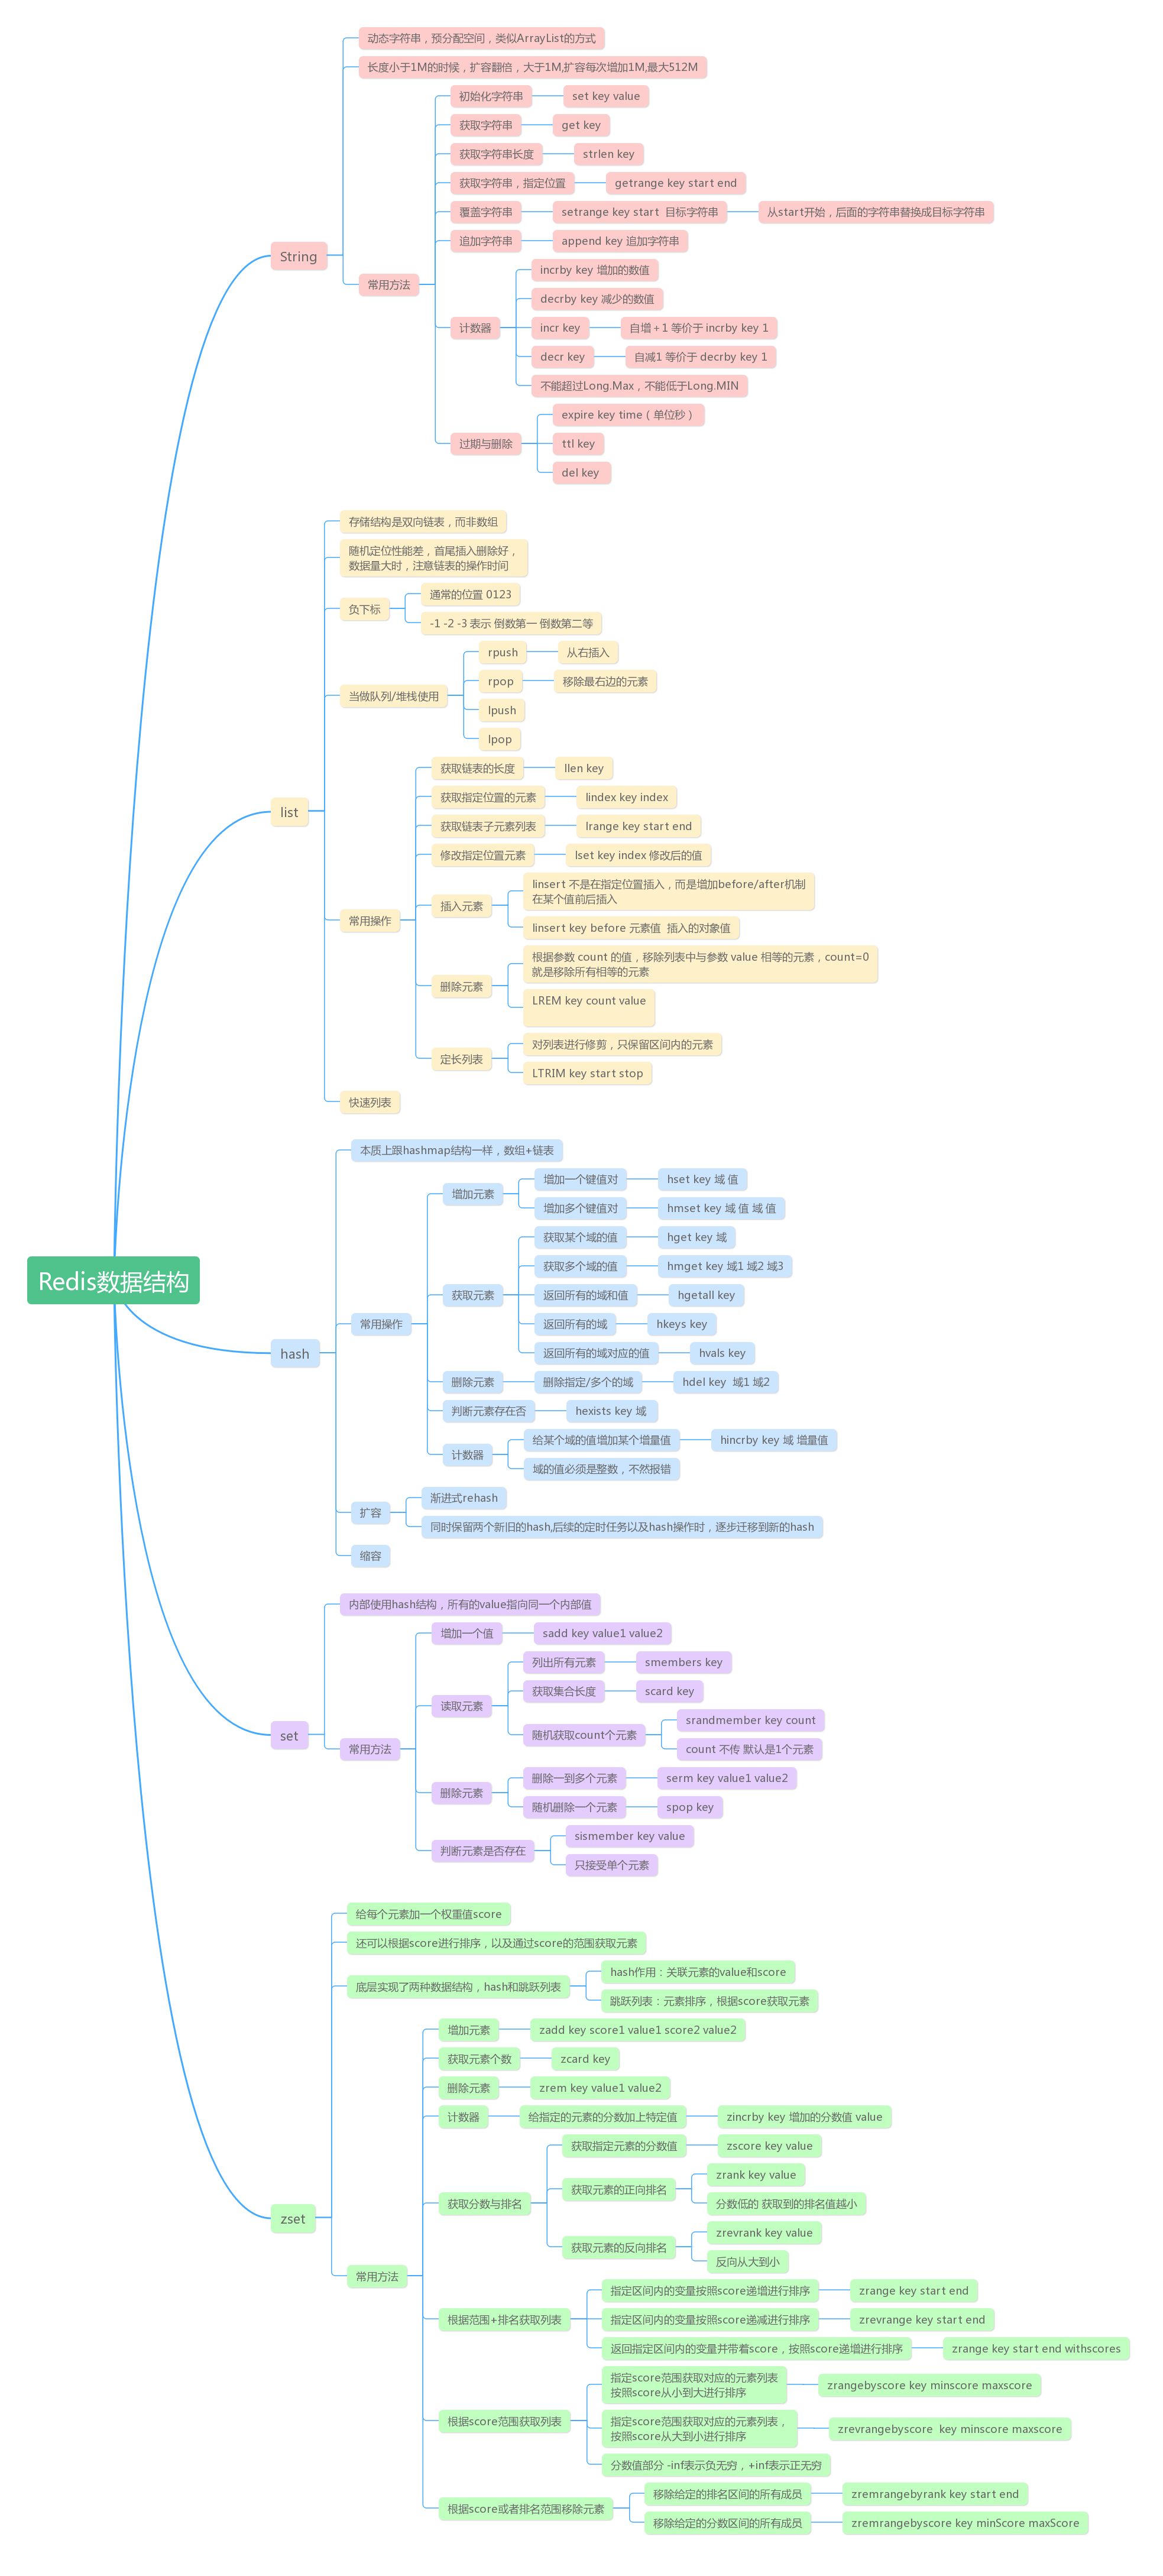 Redis数据结构
String
动态字符串，预分配空间，类似ArrayList的方式
长度小于1M的时候，扩容翻倍，大于1M,扩容每次增加1M,最大512M
常用方法
初始化字符串
set key value
获取字符串
get key
获取字符串长度
strlen key
获取字符串，指定位置
getrange key start end
覆盖字符串
setrange key start 目标字符串
从start开始，后面的字符串替换成目标字符串
追加字符串
append key 追加字符串
计数器
incrby key 增加的数值
decrby key 减少的数值
incr key
自增＋1 等价于 incrby key 1
decr key
自减1 等价于 decrby key 1
不能超过Long.Max，不能低于Long.MIN
过期与删除
expire key time（单位秒）
ttl key
del key
list
存储结构是双向链表，而非数组
随机定位性能差，首尾插入删除好，
数据量大时，注意链表的操作时间
负下标
通常的位置 0123
-1 -2 -3 表示 倒数第一 倒数第二等
当做队列/堆栈使用
rpush
从右插入
rpop
移除最右边的元素
lpush
lpop
常用操作
获取链表的长度
llen key
获取指定位置的元素
lindex key index
获取链表子元素列表
lrange key start end
修改指定位置元素
lset key index 修改后的值
插入元素
linsert 不是在指定位置插入，而是增加before/after机制
在某个值前后插入
linsert key before 元素值 插入的对象值
删除元素
根据参数 count 的值，移除列表中与参数 value 相等的元素，count=0
就是移除所有相等的元素
LREM key count value
定长列表
对列表进行修剪，只保留区间内的元素
LTRIM key start stop
快速列表
hash
本质上跟hashmap结构一样，数组+链表
常用操作
增加元素
增加一个键值对
hset key 域 值
增加多个键值对
hmset key 域 值 域 值
获取元素
获取某个域的值
hget key 域
获取多个域的值
hmget key 域1 域2 域3
返回所有的域和值
hgetall key
返回所有的域
hkeys key
返回所有的域对应的值
hvals key
删除元素
删除指定/多个的域
hdel key 域1 域2
判断元素存在否
hexists key 域
计数器
给某个域的值增加某个增量值
hincrby key 域 增量值
域的值必须是整数，不然报错
扩容
渐进式rehash
同时保留两个新旧的hash,后续的定时任务以及hash操作时，逐步迁移到新的hash
缩容
set
内部使用hash结构，所有的value指向同一个内部值
常用方法
增加一个值
sadd key value1 value2
读取元素
列出所有元素
smembers key
获取集合长度
scard key
随机获取count个元素
srandmember key count
count 不传 默认是1个元素
删除元素
删除一到多个元素
serm key value1 value2
随机删除一个元素
spop key
判断元素是否存在
sismember key value
只接受单个元素
zset
给每个元素加一个权重值score
还可以根据score进行排序，以及通过score的范围获取元素
底层实现了两种数据结构，hash和跳跃列表
hash作用：关联元素的value和score
跳跃列表：元素排序，根据score获取元素
常用方法
增加元素
zadd key score1 value1 score2 value2
获取元素个数
zcard key
删除元素
zrem key value1 value2
计数器
给指定的元素的分数加上特定值
zincrby key 增加的分数值 value
获取分数与排名
获取指定元素的分数值
zscore key value
获取元素的正向排名
zrank key value
分数低的 获取到的排名值越小
获取元素的反向排名
zrevrank key value
反向从大到小
根据范围+排名获取列表
指定区间内的变量按照score递增进行排序
zrange key start end
指定区间内的变量按照score递减进行排序
zrevrange key start end
返回指定区间内的变量并带着score，按照score递增进行排序
zrange key start end withscores
根据score范围获取列表
指定score范围获取对应的元素列表
按照score从小到大进行排序
zrangebyscore key minscore maxscore
指定score范围获取对应的元素列表，
按照score从大到小进行排序
zrevrangebyscore key minscore maxscore
分数值部分 -inf表示负无穷，+inf表示正无穷
根据score或者排名范围移除元素
移除给定的排名区间的所有成员
zremrangebyrank key start end
移除给定的分数区间的所有成员
zremrangebyscore key minScore maxScore